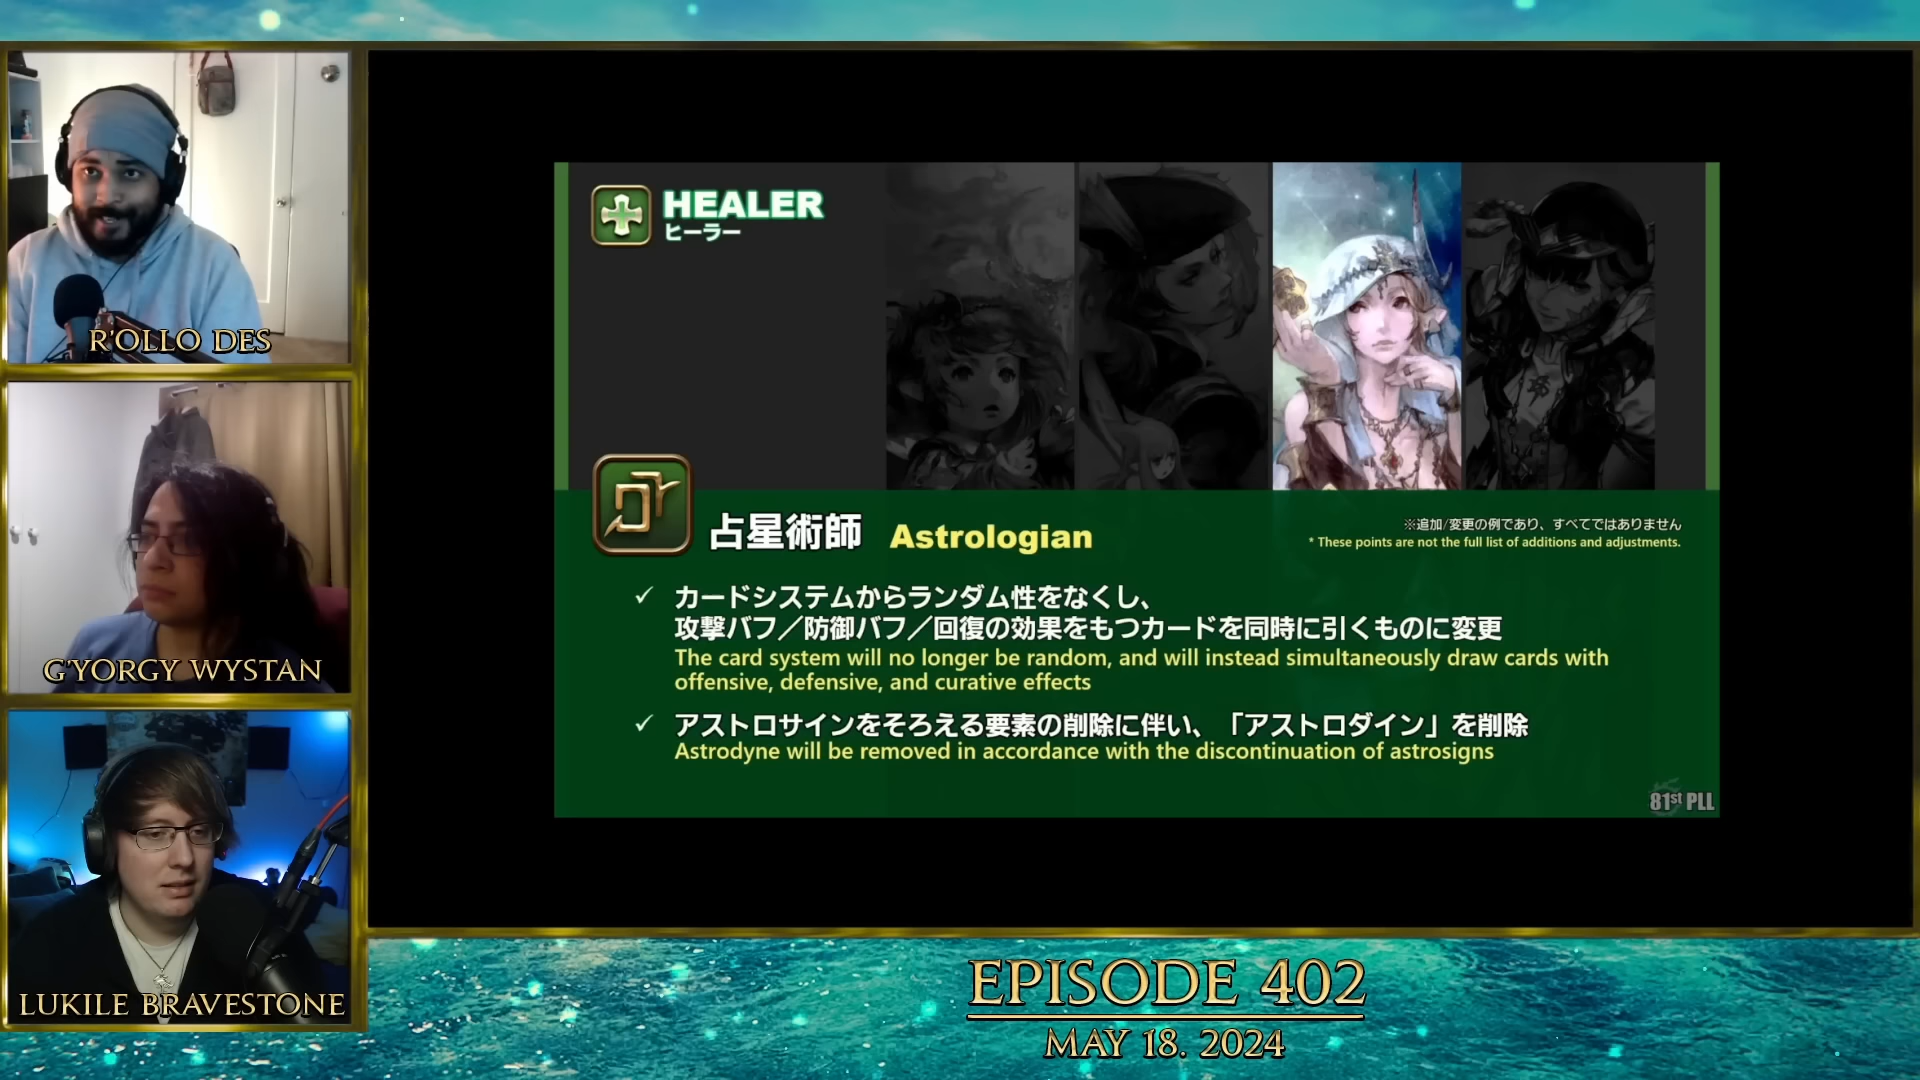 R'OLLO DES
G'YORGY WYSTAN
LUKILE BRAVESTONE
HEALER
ヒーラー
占星術師 Astrologian
※追加/変更の例であり、すべてではありません
* These points are not the full list of additions and adjustments.
✓ カードシステムからランダム性をなくし、
攻撃バフ/防御バフ/回復の効果をもつカードを同時に引くものに変更
The card system will no longer be random, and will instead simultaneously draw cards with
offensive, defensive, and curative effects
✓ アストロサインをそろえる要素の削除に伴い、「アストロダイン」を削除
Astrodyne will be removed in accordance with the discontinuation of astrosigns
81st PLL
EPISODE 402
MAY 18. 2024